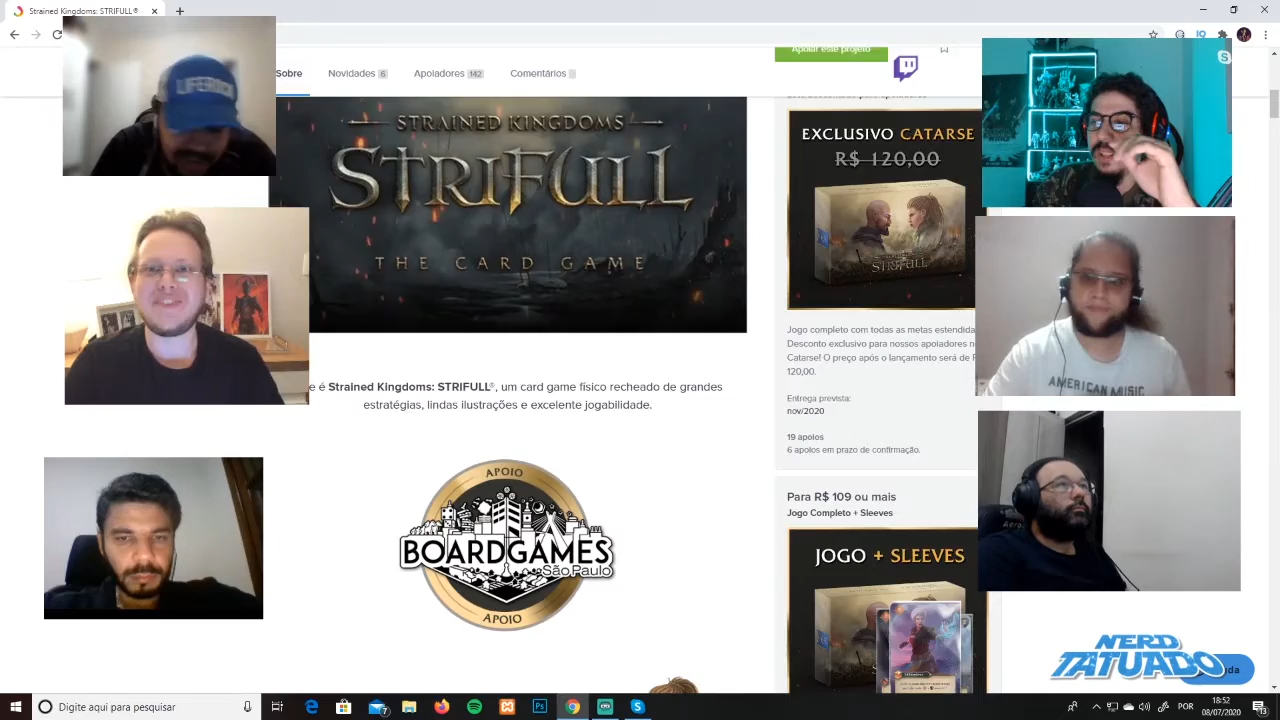 Strained Kingdoms: STRIFULL®
Sobre
Novidades 6
Apoiadores 142
Comentários
Apoiar este projeto
STRAINED KINGDOMS
STRIFULL
THE CARD GAME
e é Strained Kingdoms: STRIFULL®, um card game físico recheado de grandes
estratégias, lindas ilustrações e excelente jogabilidade.
APOIO
BOARDGAMES
São Paulo
APOIO
EXCLUSIVO CATARSE
R$ 120,00
STRIFULL
Jogo completo com todas as metas estendida
Desconto exclusivo para nossos apoiadores n
Catarse! O preço após o lançamento será de
120,00.
Entrega prevista:
nov/2020
19 apoios
6 apoios em prazo de confirmação.
Para R$ 109 ou mais
Jogo Completo + Sleeves
JOGO + SLEEVES
AMERICAN MUSIC
Aero
NERD
TATUADO
uda
Digite aqui para pesquisar
7
POR
18:52
08/07/2020